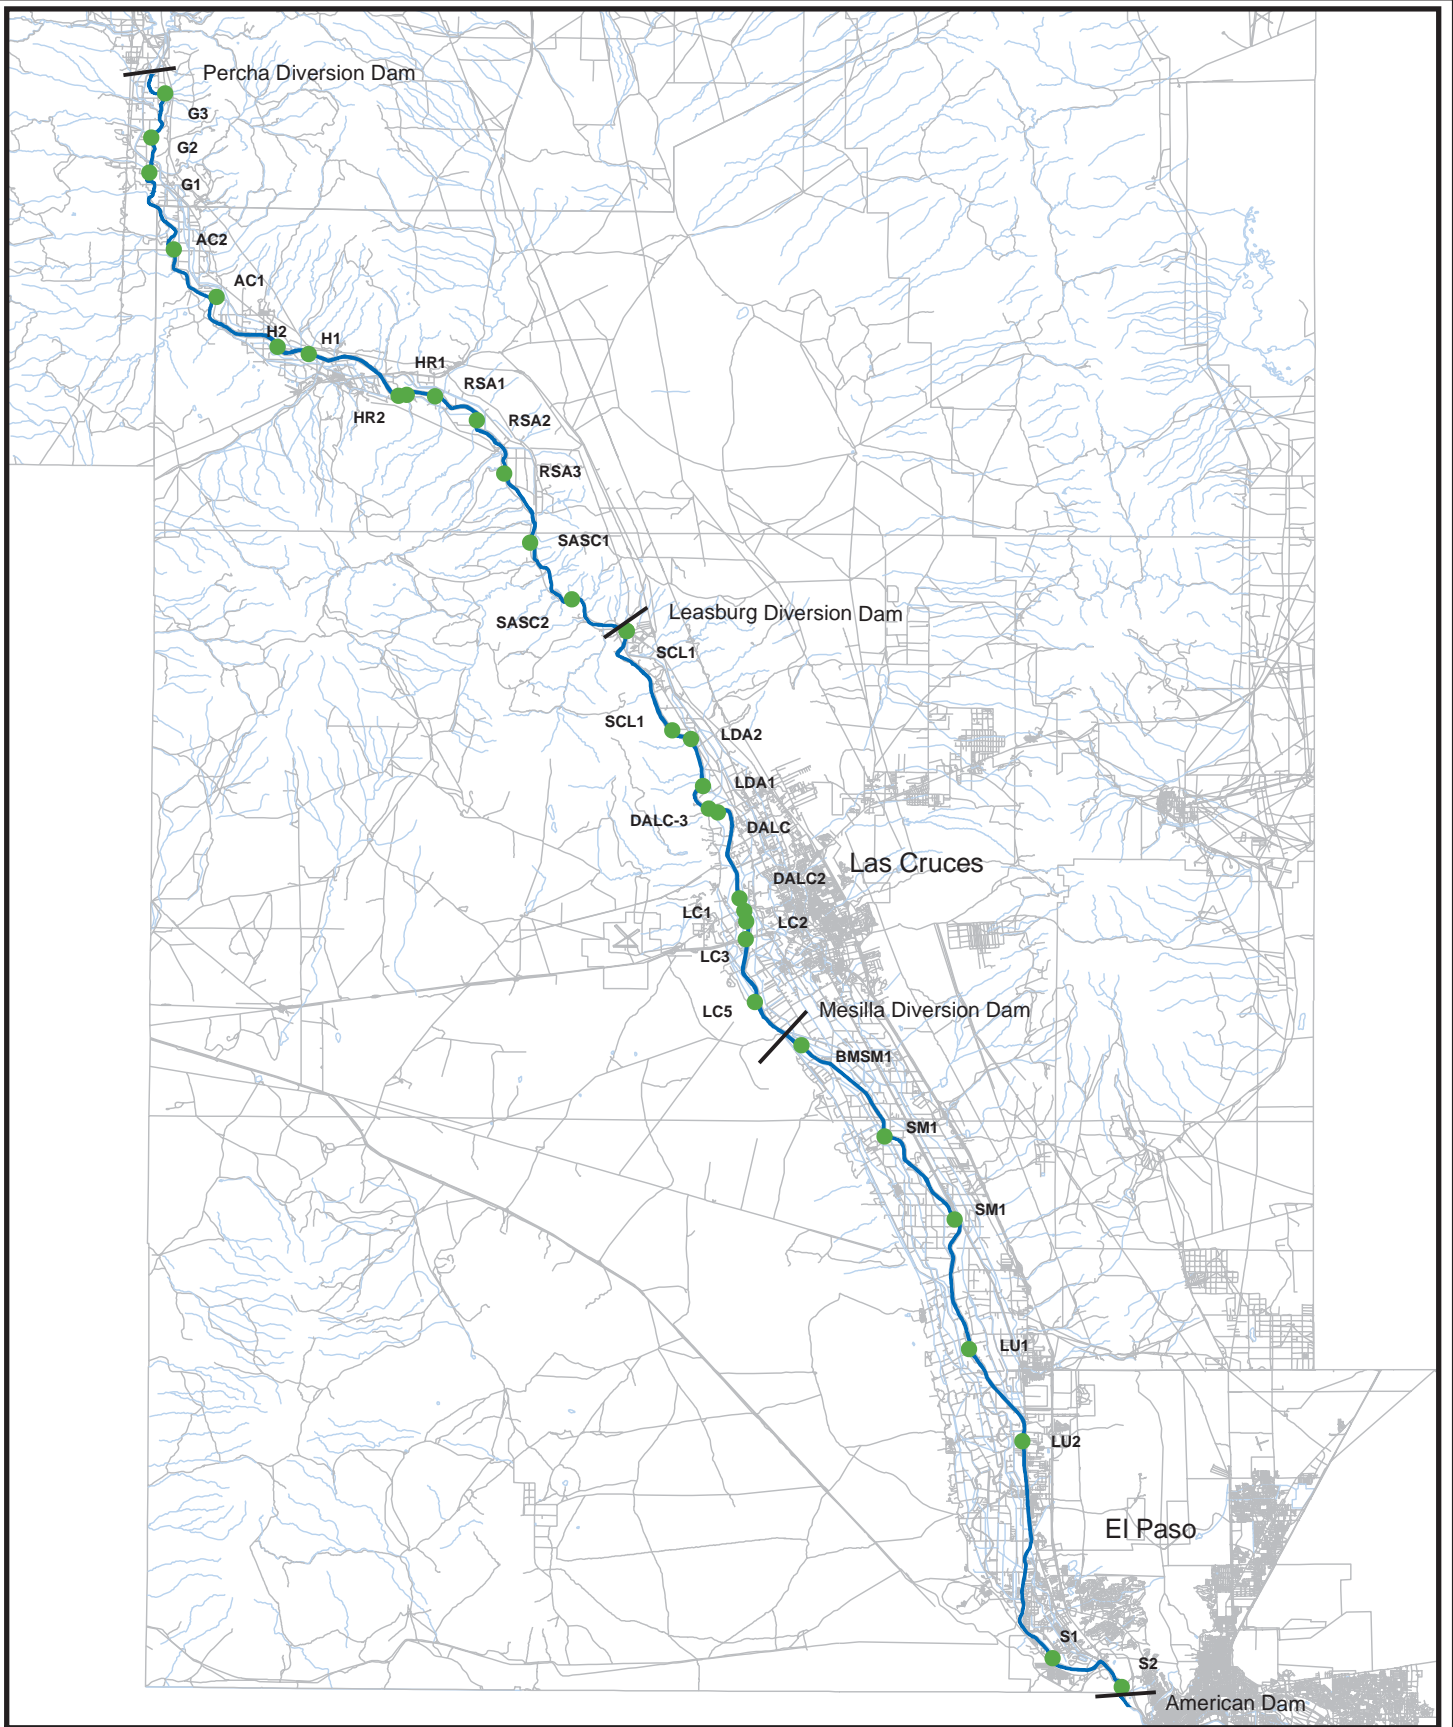 Percha Diversion Dam
G3
G2
G1
AC2
AC1
H2
H1
HR1
RSA1
HR2
RSA2
RSA3
SASC1
SASC2
Leasburg Diversion Dam
SCL1
SCL1
LDA2
LDA1
DALC-3
DALC
Las Cruces
DALC2
LC1
LC2
LC3
LC5
Mesilla Diversion Dam
BMSM1
SM1
SM1
LU1
LU2
El Paso
S1
S2
American Dam